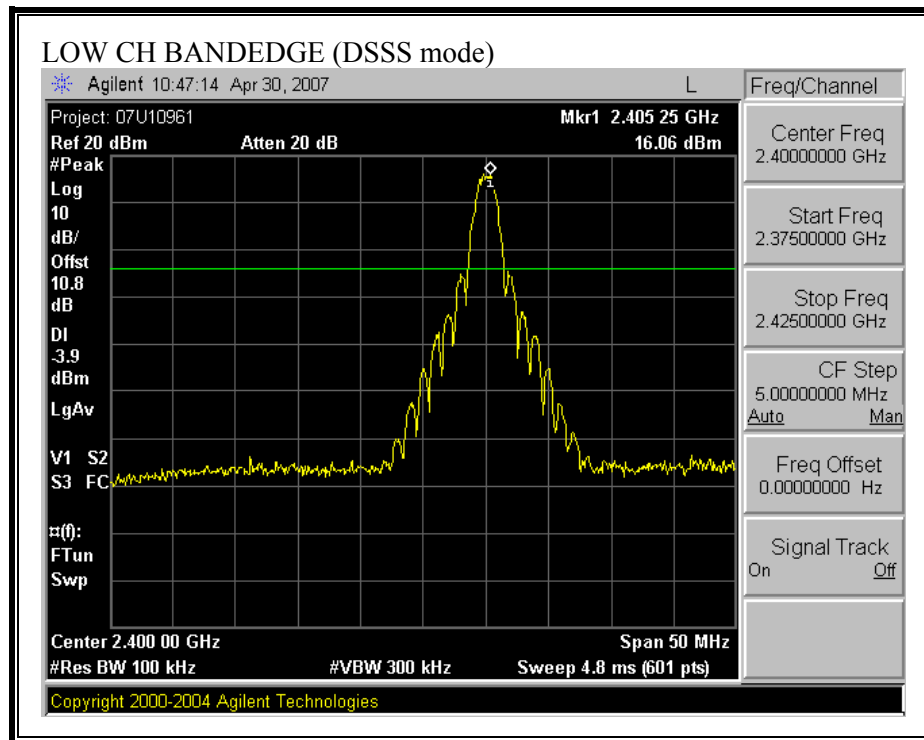 LOW CH BANDEDGE (DSSS mode)
Agilent 10:47:14 Apr 30, 2007
L
Freq/Channel
Project: 07U10961
Mkr1 2.405 25 GHz
Ref 20 dBm
Atten 20 dB
16.06 dBm
#Peak
Log
10
dB/
Offst
10.8
dB
DI
-3.9
dBm
LgAv
V1 S2
S3 FC
¤(f):
FTun
Swp
1
Center 2.400 00 GHz
Span 50 MHz
#Res BW 100 kHz
#VBW 300 kHz
Sweep 4.8 ms (601 pts)
Copyright 2000-2004 Agilent Technologies
Center Freq
2.40000000 GHz
Start Freq
2.37500000 GHz
Stop Freq
2.42500000 GHz
CF Step
5.00000000 MHz
Auto Man
Freq Offset
0.00000000 Hz
Signal Track
On Off